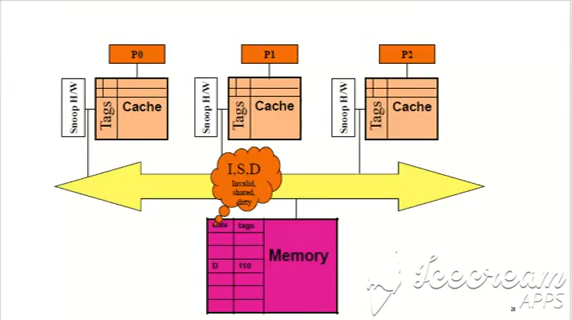 P0
P1
P2
Snoop H/W
Tags
Cache
Snoop H/W
Tags
Cache
Snoop H/W
Tags
Cache
I.S.D
Invalid,
shared,
dirty
tags
D
110
Memory
Icecream
APPS